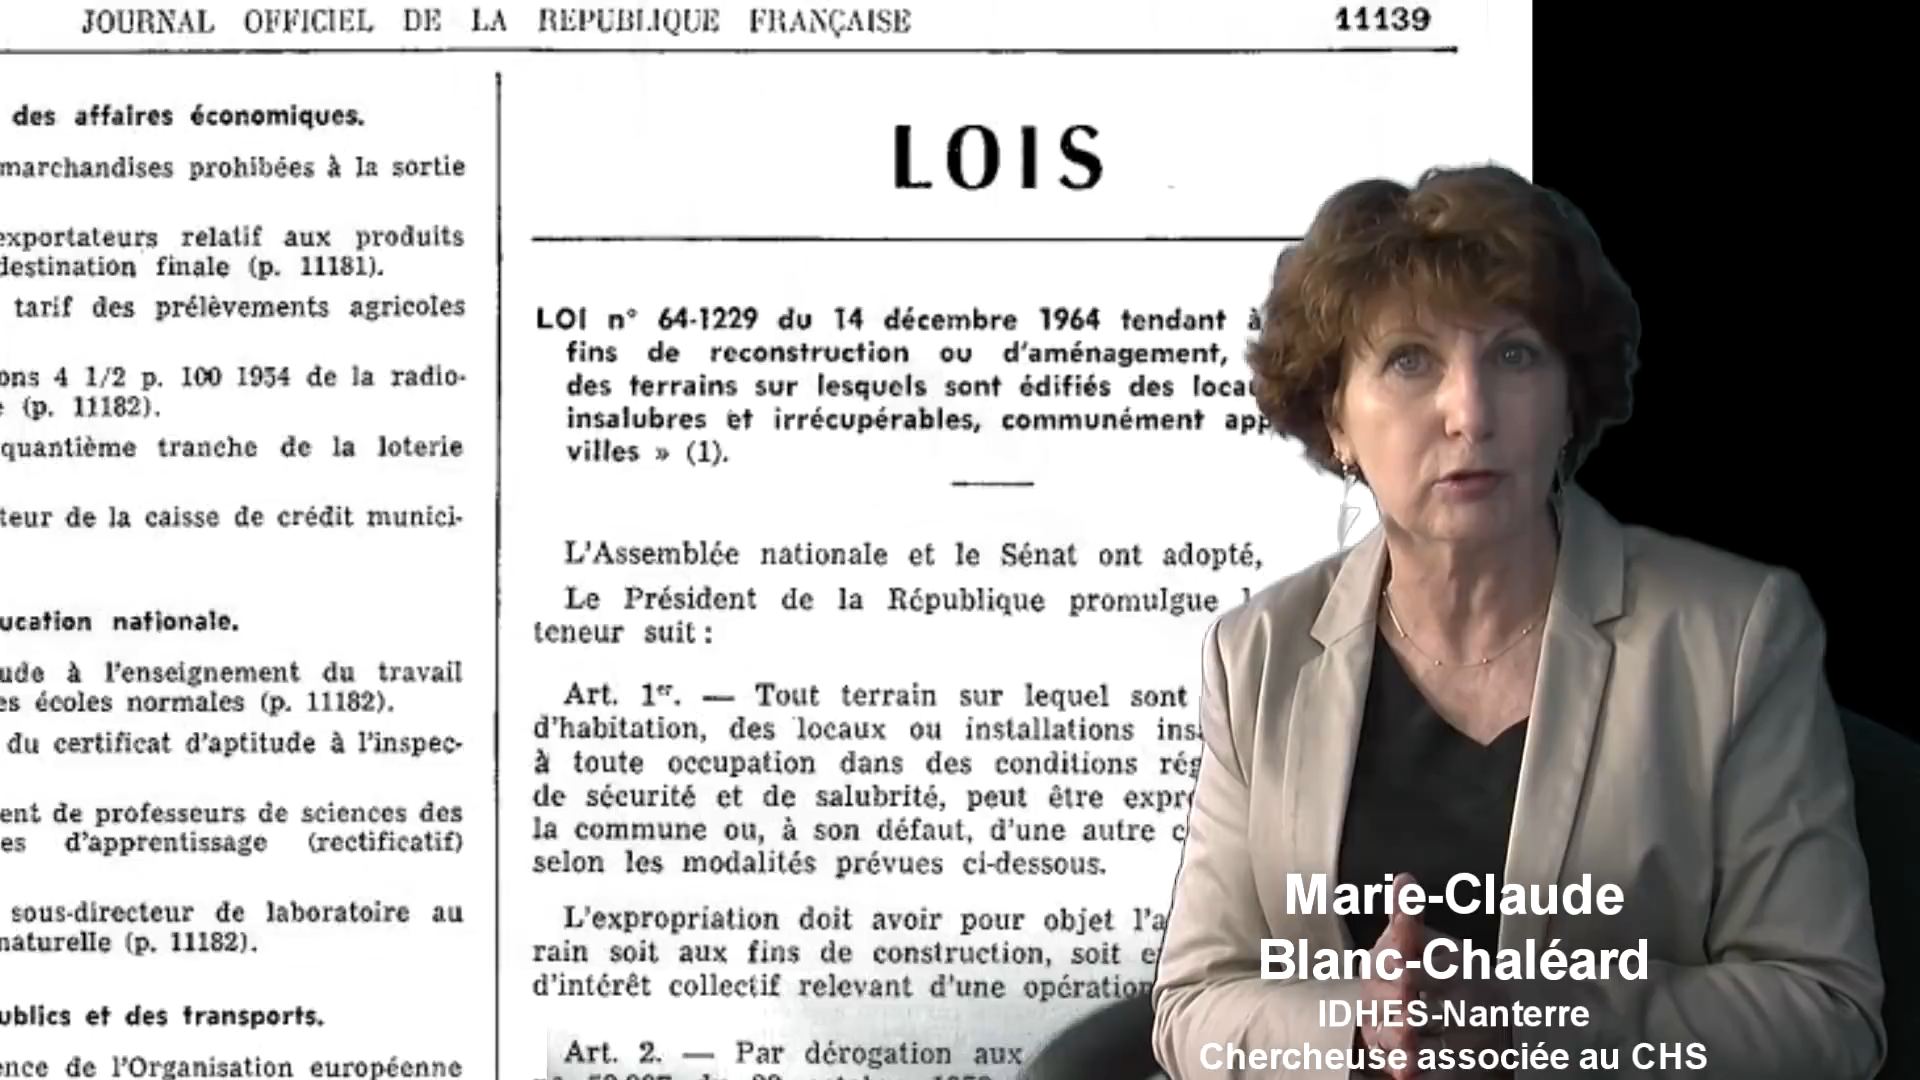 JOURNAL OFFICIEL DE LA REPUBLIQUE FRANÇAISE 11139
des affaires économiques.
marchandises prohibées à la sortie
exportateurs relatif aux produits
destination finale (p. 11181).
tarif des prélèvements agricoles
ons 4 1/2 p. 100 1954 de la radio-
(p. 11182).
quantième tranche de la loterie
teur de la caisse de crédit munici-
ucation nationale.
ude à l'enseignement du travail
es écoles normales (p. 11182).
du certificat d'aptitude à l'inspec-
ent de professeurs de sciences des
es d'apprentissage (rectificatif)
sous-directeur de laboratoire au
naturelle (p. 11182).
ublics et des transports.
ence de l'Organisation européenne
LOIS
LOI n° 64-1229 du 14 décembre 1964 tendant à
fins de reconstruction ou d'aménagement,
des terrains sur lesquels sont édifiés des locau
insalubres et irrécupérables, communément app
villes » (1).
L'Assemblée nationale et le Sénat ont adopté,
Le Président de la République promulgue l
teneur suit :
Art. 1er. — Tout terrain sur lequel sont
d'habitation, des locaux ou installations ins
à toute occupation dans des conditions rég
de sécurité et de salubrité, peut être expr
la commune ou, à son défaut, d'une autre c
selon les modalités prévues ci-dessous.
L'expropriation doit avoir pour objet l'a
rain soit aux fins de construction, soit e
d'intérêt collectif relevant d'une opération
Art. 2. — Par dérogation aux
Marie-Claude
Blanc-Chaléard
IDHES-Nanterre
Chercheuse associée au CHS